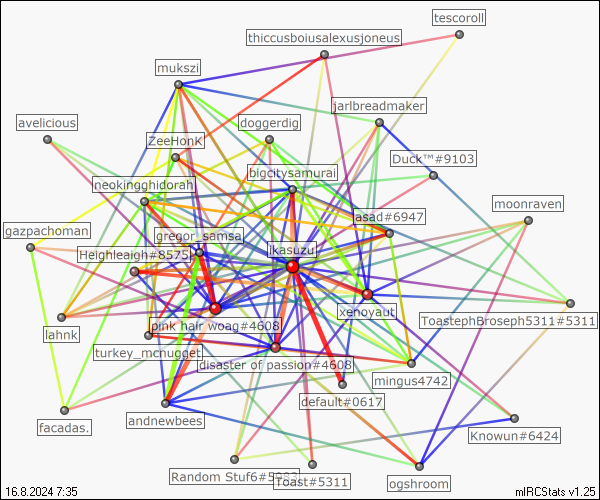 tescoroll
thiccusboiusalexusjoneus
mukszi
jarlbreadmaker
avelicious
doggerdig
ZeeHonK
Duck™#9103
bigcitysamurai
neokingghidorah
moonraven
asad#6947
gazpachoman
gregor_samsa
jkasuzu
Heighleaigh#8575
xenoyaut
ToastephBroseph5311#5311
pink hair woag#4608
lahnk
turkey_mcnugget
disaster of passion#4608
mingus4742
default#0617
facadas.
andnewbees
Knowun#6424
Random Stuf6#5983
Toast#5311
ogshroom
16.8.2024 7:35
mIRCStats v1.25